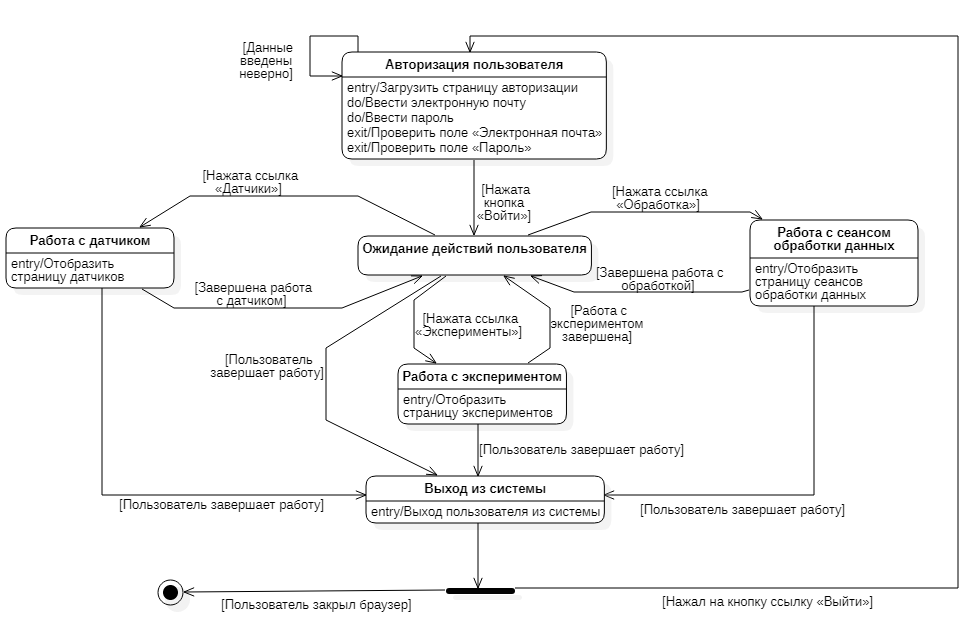 [Данные
введены
неверно]
Авторизация пользователя
entry/Загрузить страницу авторизации
do/Ввести электронную почту
do/Ввести пароль
exit/Проверить поле «Электронная почта»
exit/Проверить поле «Пароль»
[Нажата ссылка
«Датчики»]
[Нажата
кнопка
«Войти»]
[Нажата ссылка
«Обработка»]
Работа с датчиком
entry/Отобразить
страницу датчиков
Ожидание действий пользователя
Работа с сеансом
обработки данных
entry/Отобразить
страницу сеансов
обработки данных
[Завершена работа
с датчиком]
[Завершена работа с
обработкой]
[Нажата ссылка
«Эксперименты»]
[Работа с
экспериментом
завершена]
[Пользователь
завершает работу]
Работа с экспериментом
entry/Отобразить
страницу экспериментов
[Пользователь завершает работу]
Выход из системы
entry/Выход пользователя из системы
[Пользователь завершает работу]
[Пользователь завершает работу]
[Пользователь закрыл браузер]
[Нажал на кнопку ссылку «Выйти»]